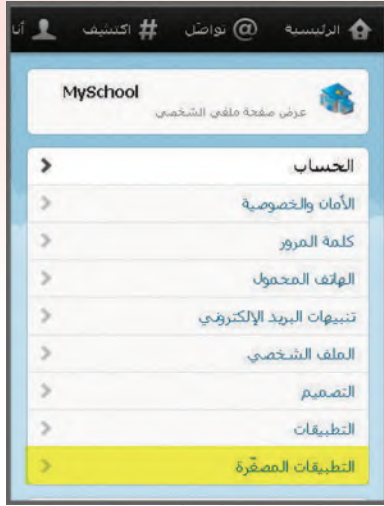 الرئيسية @ تواصل # اكتشف أنا
MySchool
عرض صفحة ملفي الشخصي
الحساب
الأمان والخصوصية
كلمة المرور
الهاتف المحمول
تنبيهات البريد الإلكتروني
الملف الشخصي
التصميم
التطبيقات
التطبيقات المصغّرة